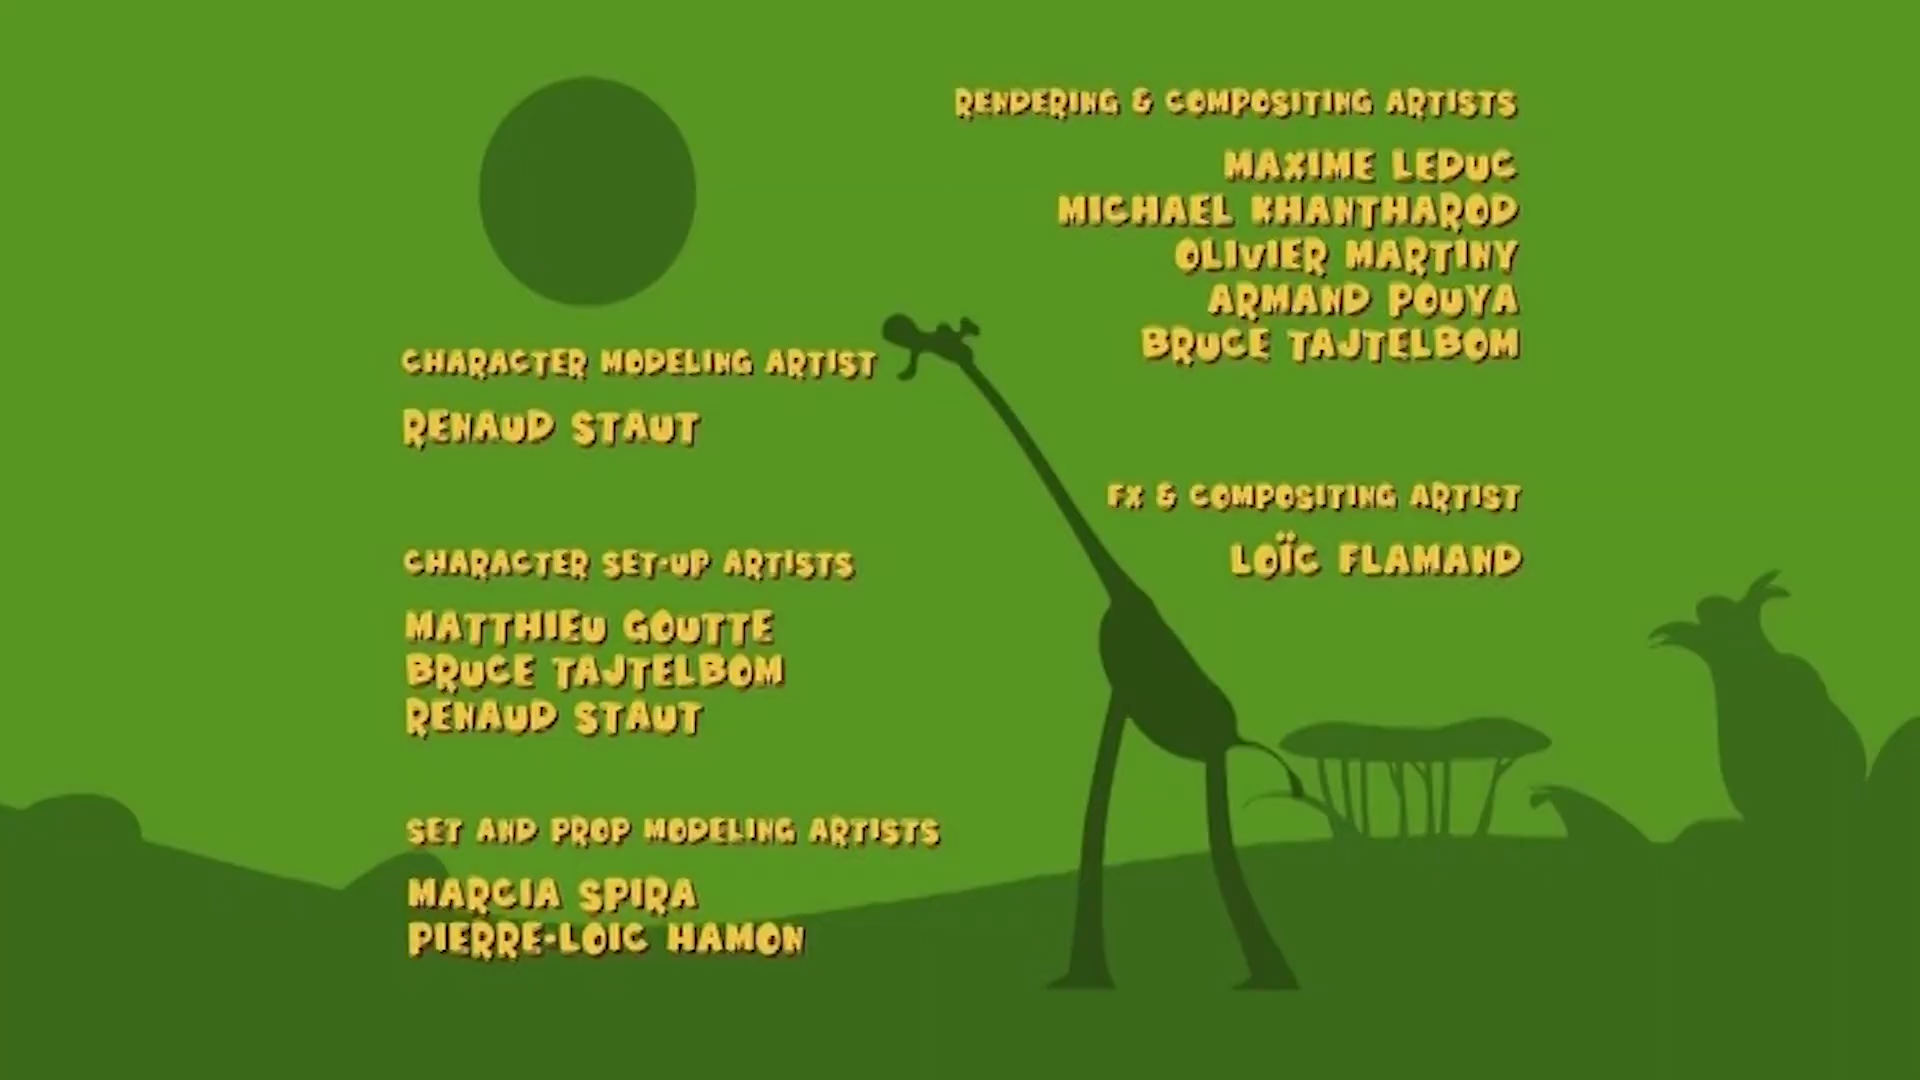 CHARACTER MODELING ARTIST
RENAUD STAUT
CHARACTER SET-UP ARTISTS
MATTHIEU GOUTTE
BRUCE TAJTELBOM
RENAUD STAUT
SET AND PROP MODELING ARTISTS
MARCIA SPIRA
PIERRE-LOIC HAMON
RENDERING & COMPOSITING ARTISTS
MAXIME LEDUC
MICHAEL KHANTHAROD
OLIVIER MARTINY
ARMAND POUYA
BRUCE TAJTELBOM
FX & COMPOSITING ARTIST
LOÏC FLAMAND